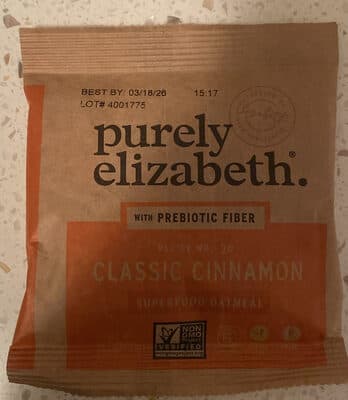 BEST BY: 03/18/26 15:17
LOT# 4001775
purely
elizabeth.®
WITH PREBIOTIC FIBER
CLASSIC CINNAMON
SUPERFOOD OATMEAL
NON
GMO
VERIFIED